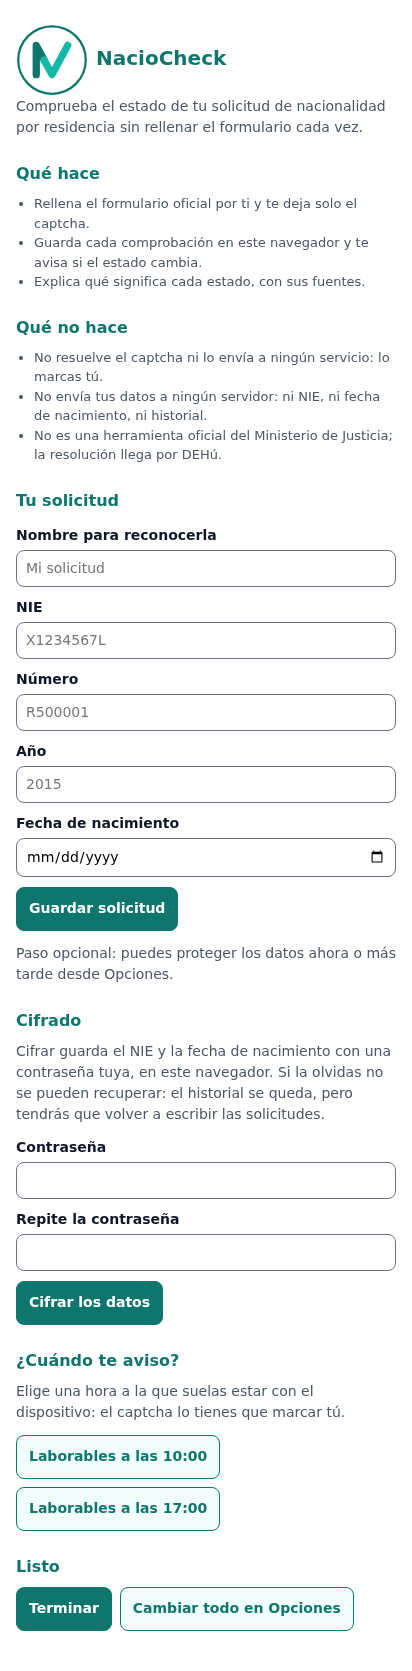 NacioCheck
Comprueba el estado de tu solicitud de nacionalidad
por residencia sin rellenar el formulario cada vez.
Qué hace
• Rellena el formulario oficial por ti y te deja solo el
captcha.
• Guarda cada comprobación en este navegador y te
avisa si el estado cambia.
• Explica qué significa cada estado, con sus fuentes.
Qué no hace
• No resuelve el captcha ni lo envía a ningún servicio: lo
marcas tú.
• No envía tus datos a ningún servidor: ni NIE, ni fecha
de nacimiento, ni historial.
• No es una herramienta oficial del Ministerio de Justicia;
la resolución llega por DEHú.
Tu solicitud
Nombre para reconocerla
Mi solicitud
NIE
X1234567L
Número
R500001
Año
2015
Fecha de nacimiento
mm/dd/yyyy
Guardar solicitud
Paso opcional: puedes proteger los datos ahora o más
tarde desde Opciones.
Cifrado
Cifrar guarda el NIE y la fecha de nacimiento con una
contraseña tuya, en este navegador. Si la olvidas no
se pueden recuperar: el historial se queda, pero
tendrás que volver a escribir las solicitudes.
Contraseña
Repite la contraseña
Cifrar los datos
¿Cuándo te aviso?
Elige una hora a la que suelas estar con el
dispositivo: el captcha lo tienes que marcar tú.
Laborables a las 10:00
Laborables a las 17:00
Listo
Terminar
Cambiar todo en Opciones